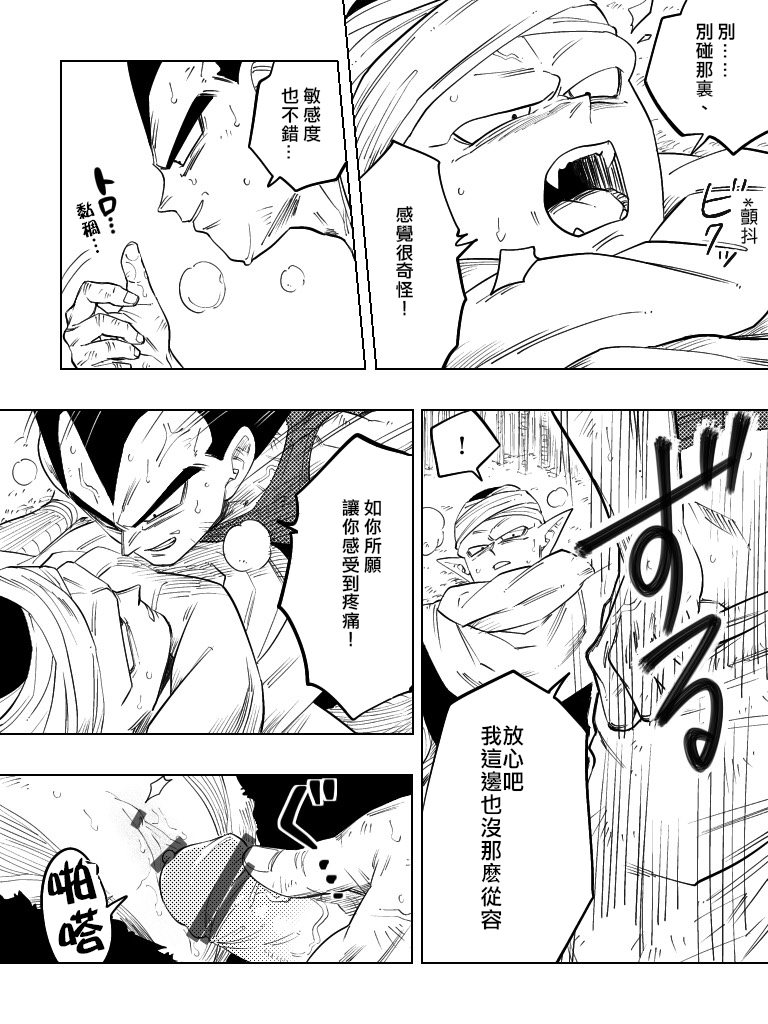 別……
別碰那裏、
*顫抖
ビクッ
感覺很奇怪！
敏感度
也不錯…
トロ…
黏稠…
！
ずる
放心吧
我這邊也沒那麽從容
如你所願
讓你感受到疼痛！
ぐ
啪嗒